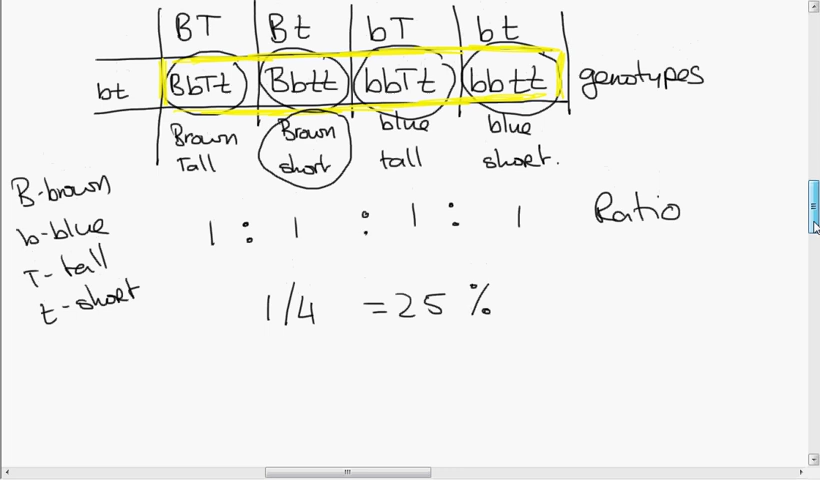 BT Bt bT bt
bt BbTt Bbtt bbTt bbtt genotypes
Brown Brown blue blue
Tall short tall short.
B-brown
b-blue
T-tall
t-short
1 : 1 : 1 : 1 Ratio
1/4 = 25 %